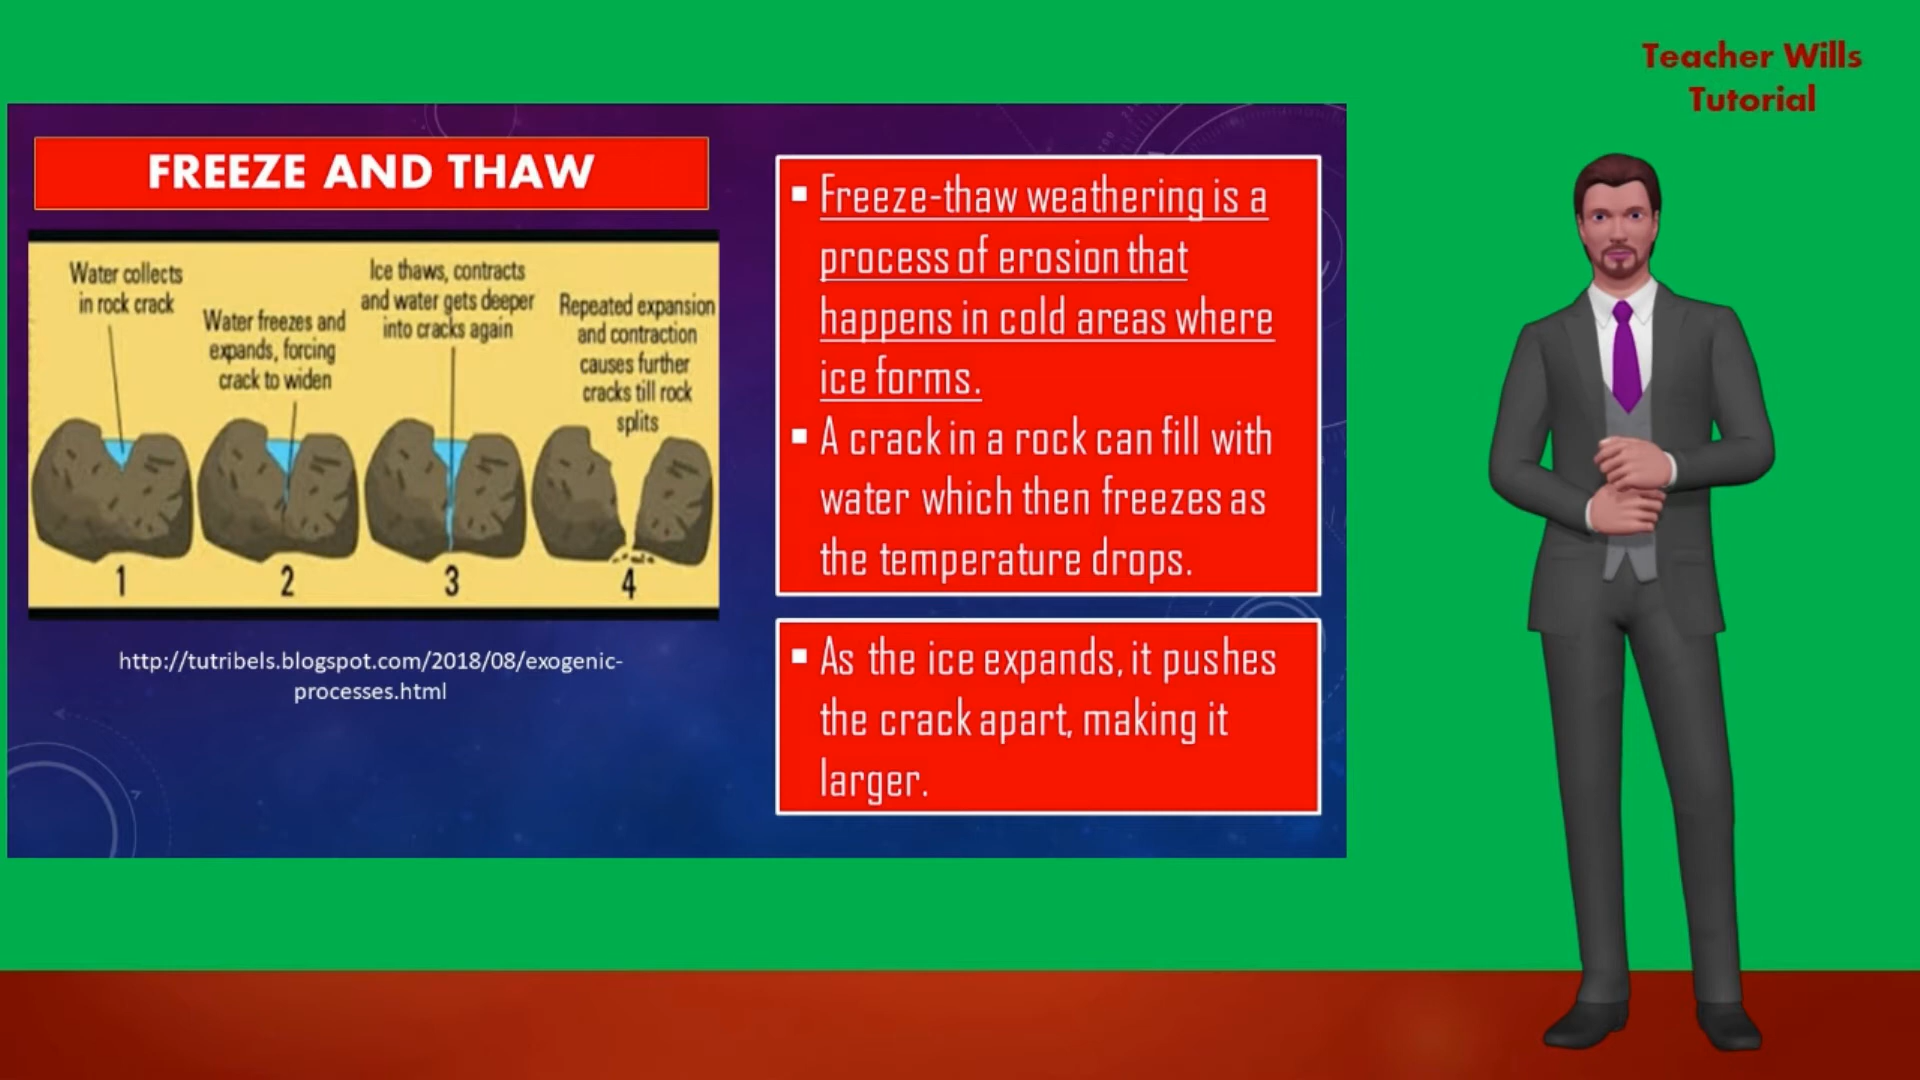 Teacher Wills
Tutorial
FREEZE AND THAW
Water collects
in rock crack
Water freezes and
expands, forcing
crack to widen
Ice thaws, contracts
and water gets deeper
into cracks again
Repeated expansion
and contraction
causes further
cracks till rock
splits
1
2
3
4
http://tutribels.blogspot.com/2018/08/exogenic-
processes.html
▪ Freeze-thaw weathering is a
process of erosion that
happens in cold areas where
ice forms.
▪ A crack in a rock can fill with
water which then freezes as
the temperature drops.
▪ As the ice expands, it pushes
the crack apart, making it
larger.